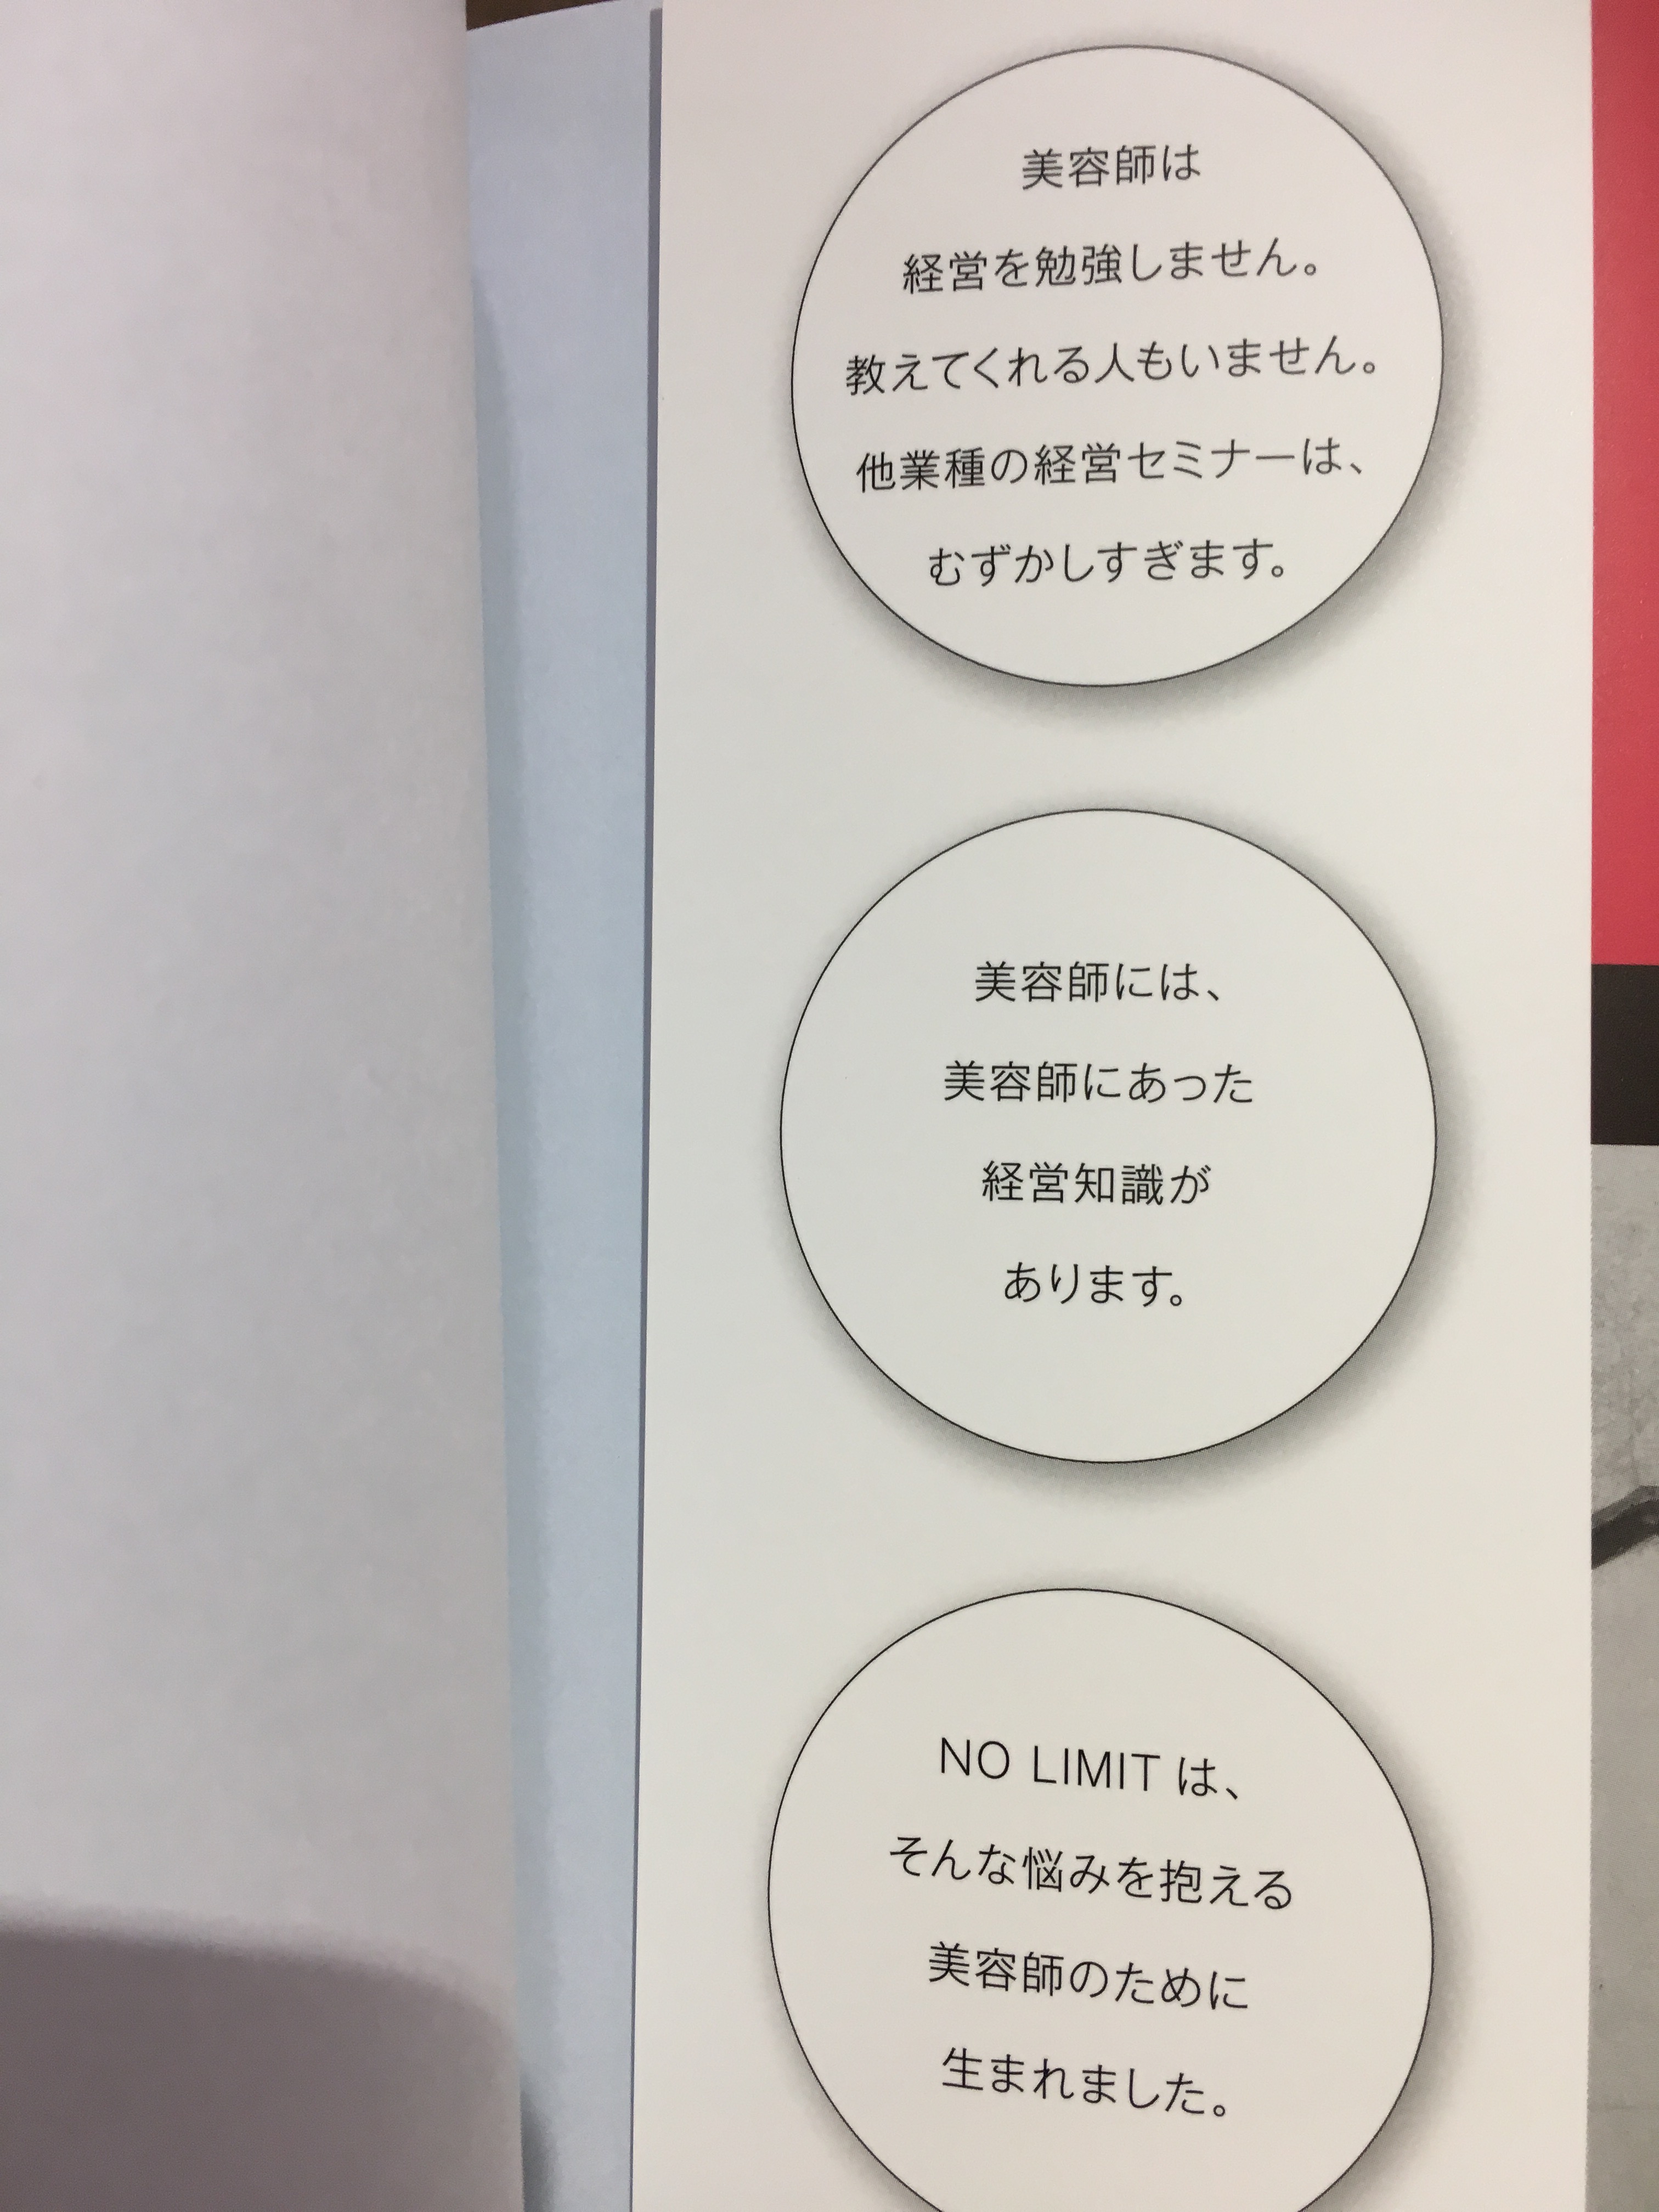 美容師は
経営を勉強しません。
教えてくれる人もいません。
他業種の経営セミナーは、
むずかしすぎます。
美容師には、
美容師にあった
経営知識が
あります。
NO LIMIT は、
そんな悩みを抱える
美容師のために
生まれました。